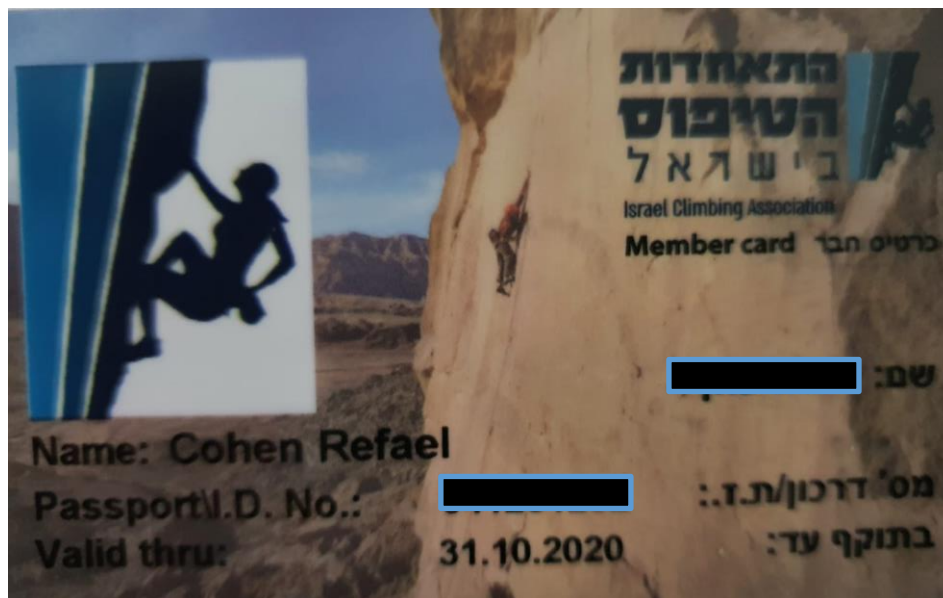 התאחדות
הטיפוס
בישראל
Israel Climbing Association
Member card כרטיס חבר
שם:
Name: Cohen Refael
Passport\I.D. No.: מס' דרכון/ת.ז.:
Valid thru: 31.10.2020 בתוקף עד: